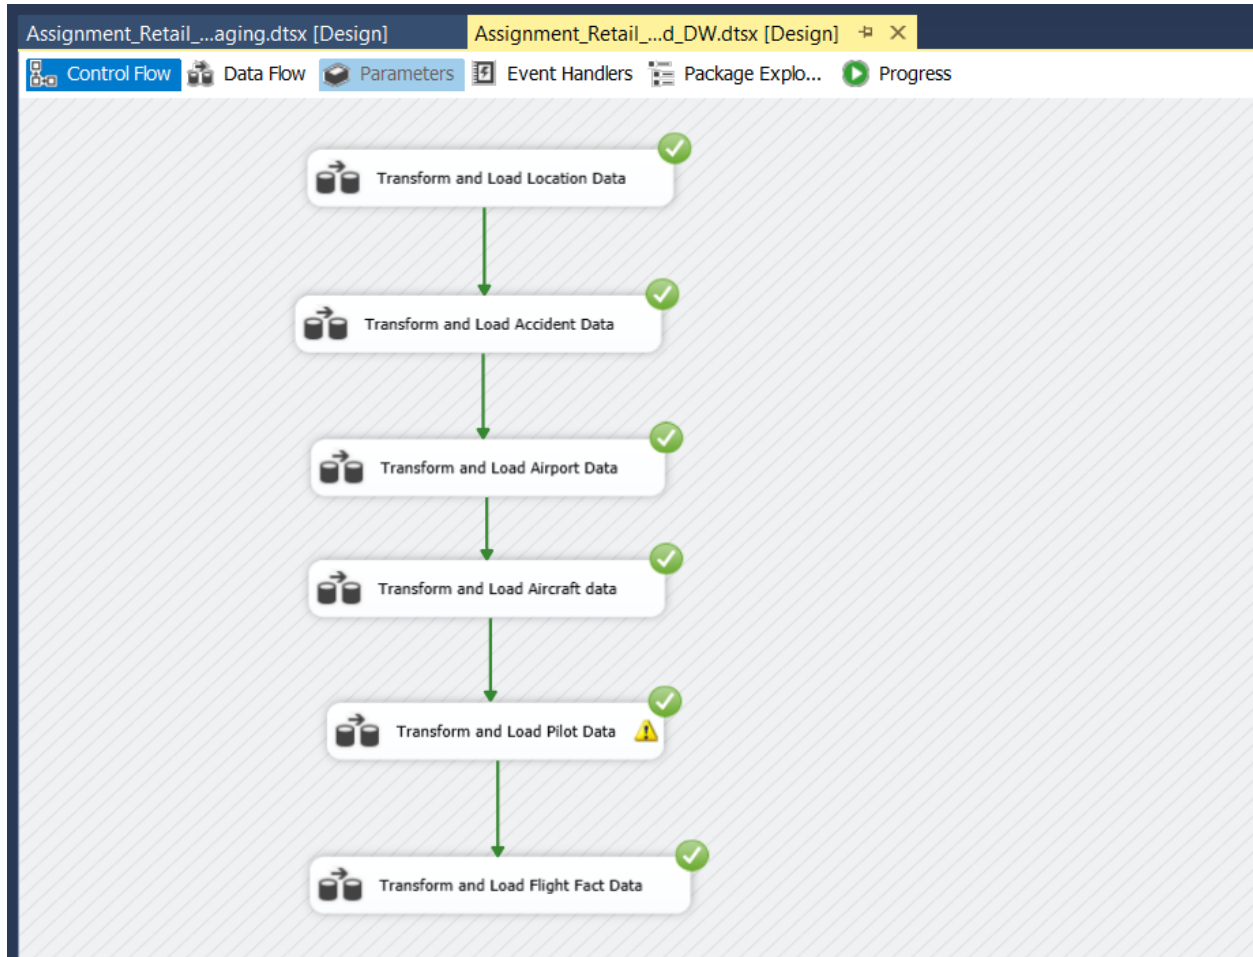 Assignment_Retail_...aging.dtsx [Design] Assignment_Retail_...d_DW.dtsx [Design]
Control Flow Data Flow Parameters Event Handlers Package Explo... Progress
Transform and Load Location Data
Transform and Load Accident Data
Transform and Load Airport Data
Transform and Load Aircraft data
Transform and Load Pilot Data
Transform and Load Flight Fact Data